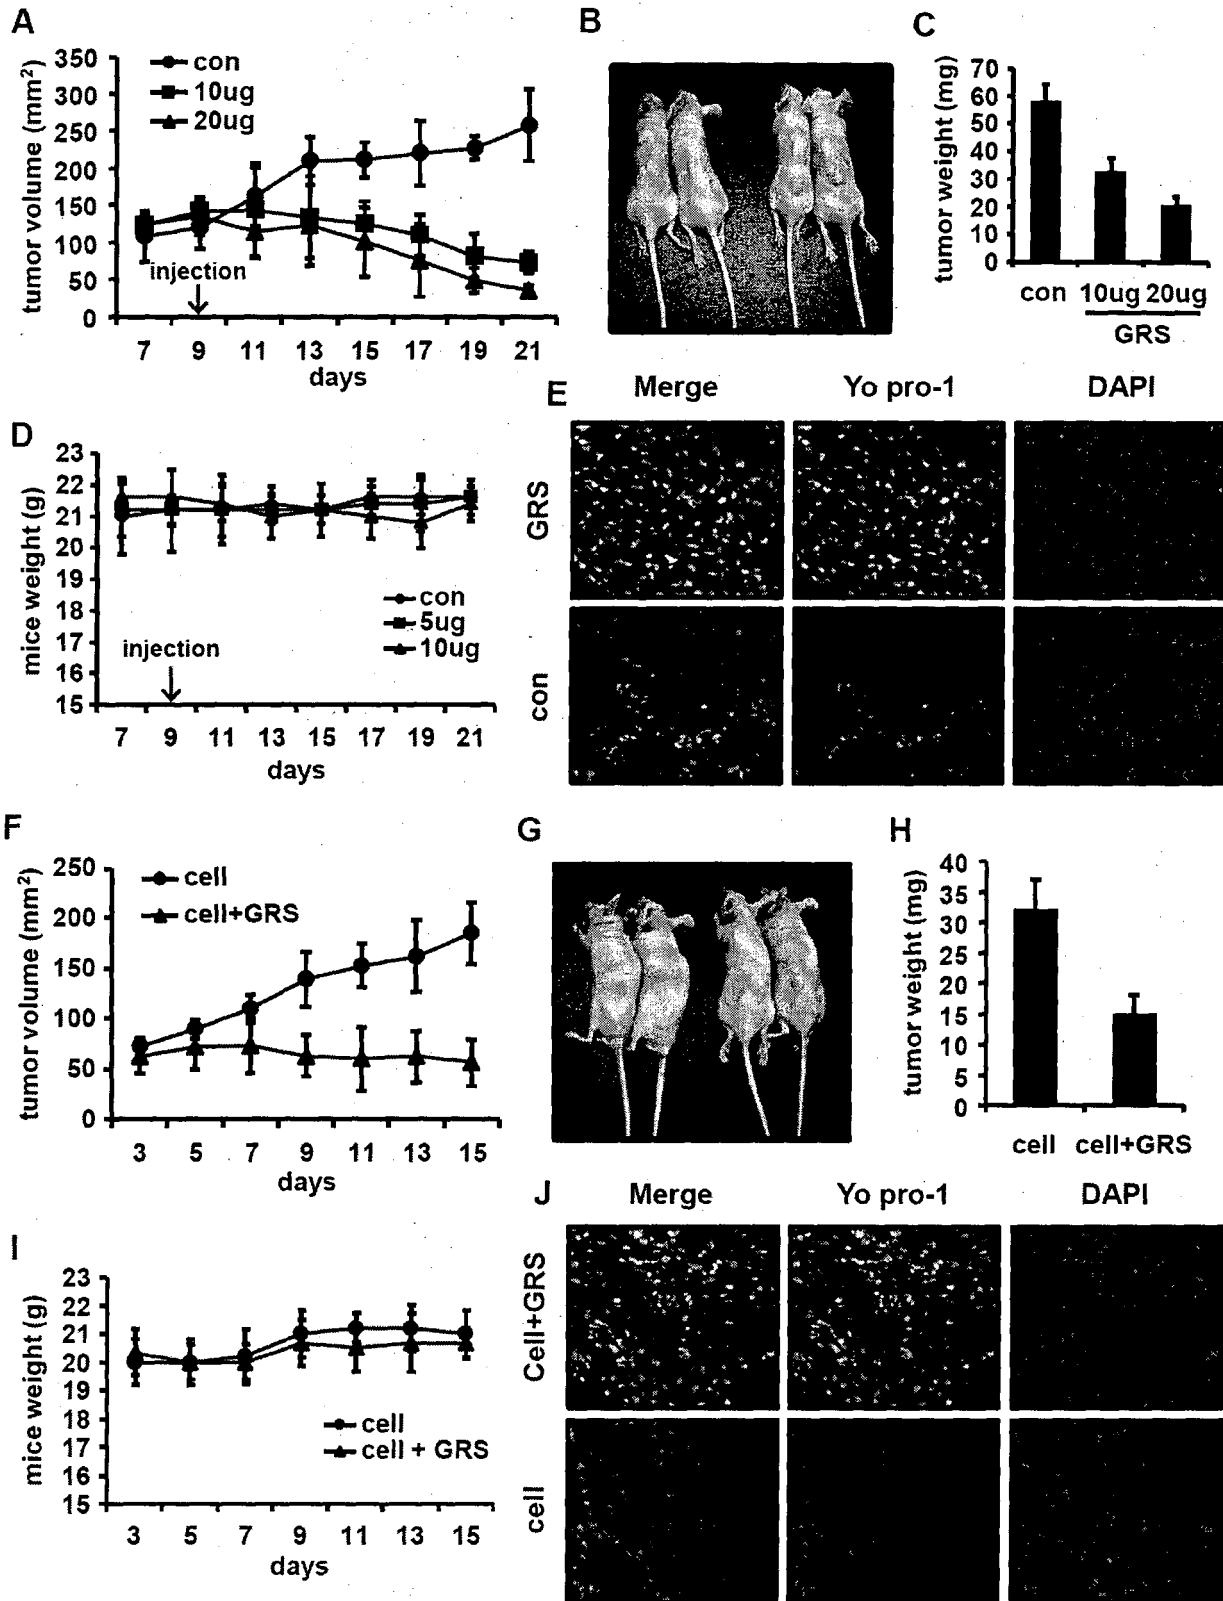 A
tumor volume (mm²)
350
300
250
200
150
100
50
0
con
10ug
20ug
injection
7 9 11 13 15 17 19 21
days
B
C
tumor weight (mg)
70
60
50
40
30
20
10
0
con 10ug 20ug
GRS
D
mice weight (g)
23
22
21
20
19
18
17
16
15
con
5ug
10ug
injection
7 9 11 13 15 17 19 21
days
E
Merge Yo pro-1 DAPI
GRS
con
F
tumor volume (mm²)
250
200
150
100
50
0
cell
cell+GRS
3 5 7 9 11 13 15
days
G
H
tumor weight (mg)
40
35
30
25
20
15
10
5
0
cell cell+GRS
I
mice weight (g)
23
22
21
20
19
18
17
16
15
cell
cell + GRS
3 5 7 9 11 13 15
days
J
Merge Yo pro-1 DAPI
Cell+GRS
cell